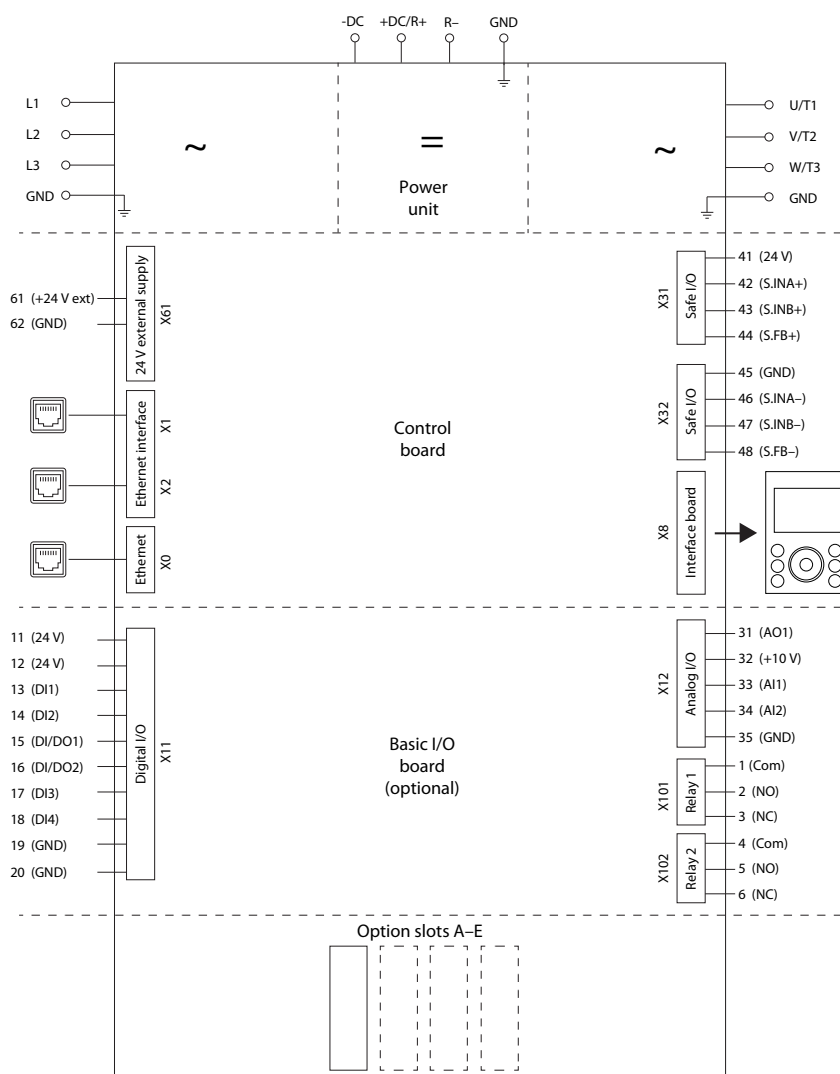 -DC +DC/R+ R– GND
L1
L2
L3
GND
~
=
~
Power
unit
U/T1
V/T2
W/T3
GND
61 (+24 V ext)
62 (GND)
24 V external supply
X61
Ethernet interface
X1
X2
Ethernet
X0
Control
board
X31
Safe I/O
41 (24 V)
42 (S.INA+)
43 (S.INB+)
44 (S.FB+)
X32
Safe I/O
45 (GND)
46 (S.INA–)
47 (S.INB–)
48 (S.FB–)
X8
Interface board
11 (24 V)
12 (24 V)
13 (DI1)
14 (DI2)
15 (DI/DO1)
16 (DI/DO2)
17 (DI3)
18 (DI4)
19 (GND)
20 (GND)
Digital I/O
X11
Basic I/O
board
(optional)
X12
Analog I/O
31 (AO1)
32 (+10 V)
33 (AI1)
34 (AI2)
35 (GND)
X101
Relay 1
1 (Com)
2 (NO)
3 (NC)
X102
Relay 2
4 (Com)
5 (NO)
6 (NC)
Option slots A–E